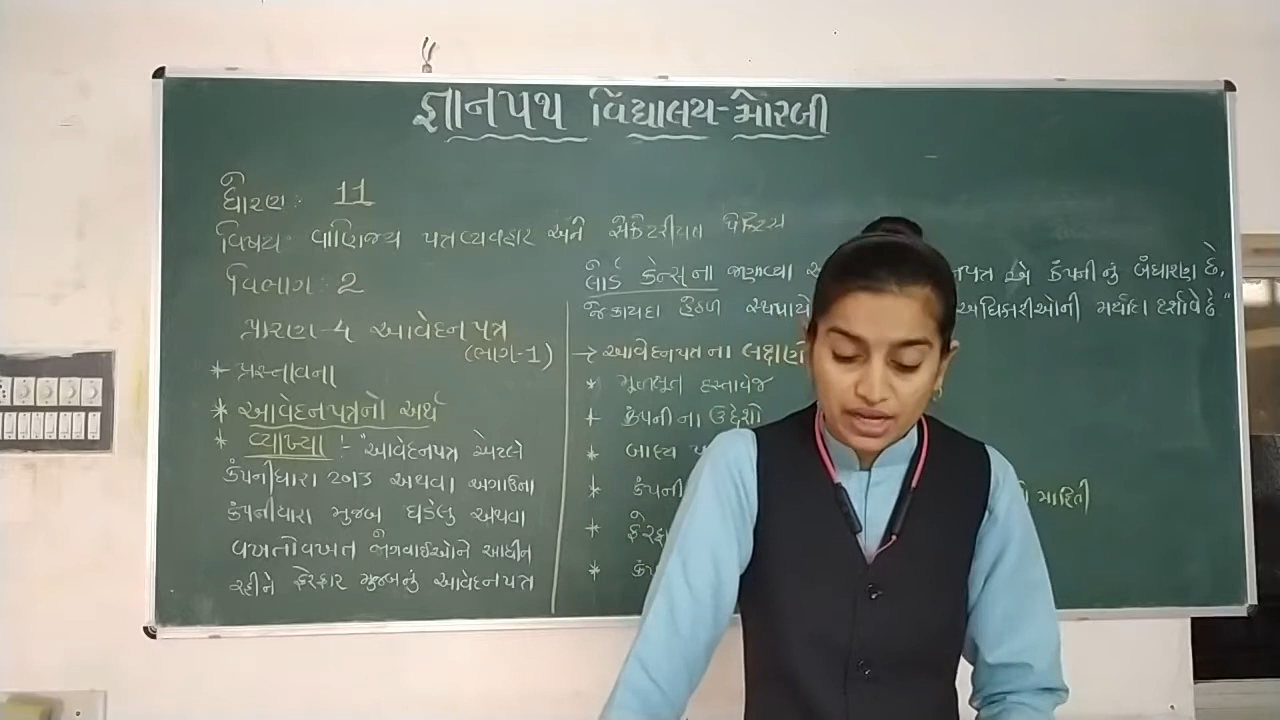 જ્ઞાનપથ વિદ્યાલય-મોરબી
ધોરણ: 11
વિષય: વાણિજ્ય પત્રવ્યવહાર અને સેક્રેટરીયલ પ્રેક્ટિસ
વિભાગ: 2
પ્રકરણ-4 આવેદનપત્ર
(ભાગ-1)
* પ્રસ્તાવના
* આવેદનપત્રનો અર્થ
* વ્યાખ્યા :- "આવેદનપત્ર એટલે
કંપનીધારા 2013 અથવા અગાઉના
કંપનીધારા મુજબ ઘડેલુ અથવા
વખતોવખત જોગવાઈઓને આધીન
રહીને ફેરફાર મુજબનું આવેદનપત્ર
લોર્ડ કેન્સના જણાવ્યા નપત્ર એ કંપનીનું બંધારણ છે,
જે કાયદા હેઠળ અધિકારીઓની મર્યાદા દર્શાવે છે."
→ આવેદનપત્રના લક્ષણો
* મૂળભૂત દસ્તાવેજ
* કંપનીના ઉદ્દેશો
* બાહ્ય
* કંપની માહિતી
* ફેરફા
* કંપ